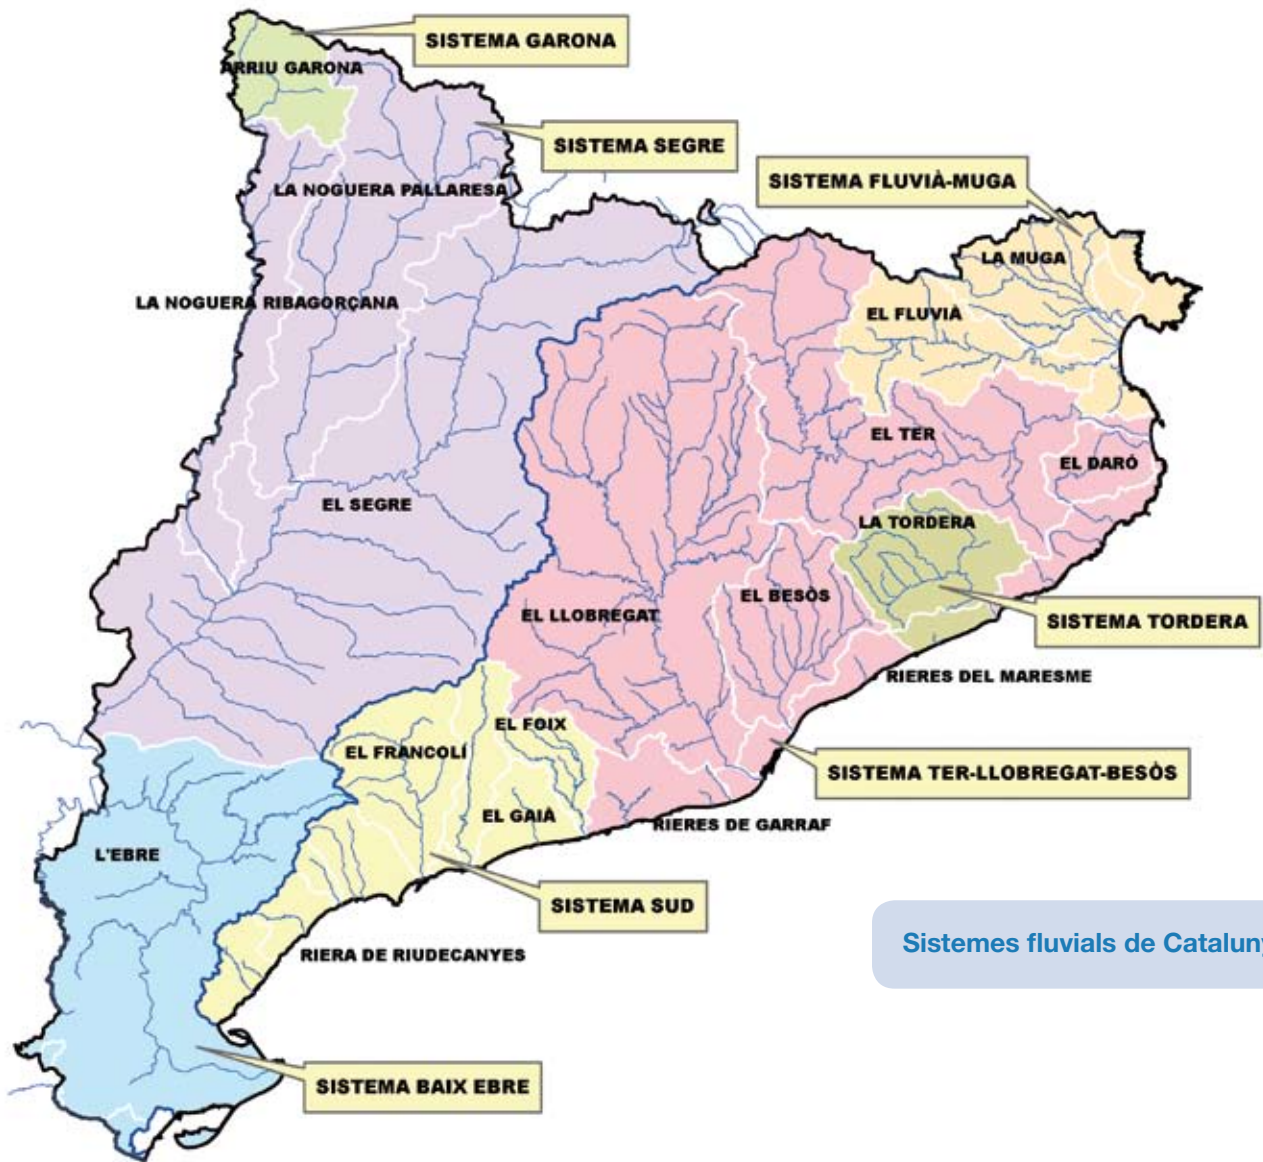 SISTEMA GARONA
ARRIU GARONA
SISTEMA SEGRE
SISTEMA FLUVIÀ-MUGA
LA NOGUERA PALLARESA
LA MUGA
LA NOGUERA RIBAGORÇANA
EL FLUVIÀ
EL TER
EL DARÓ
EL SEGRE
LA TORDERA
EL BESÒS
EL LLOBREGAT
SISTEMA TORDERA
RIERES DEL MARESME
EL FOIX
EL FRANCOLÍ
SISTEMA TER-LLOBREGAT-BESÒS
EL GAIÀ
RIERES DE GARRAF
L'EBRE
SISTEMA SUD
Sistemes fluvials de Cataluny
RIERA DE RIUDECANYES
SISTEMA BAIX EBRE